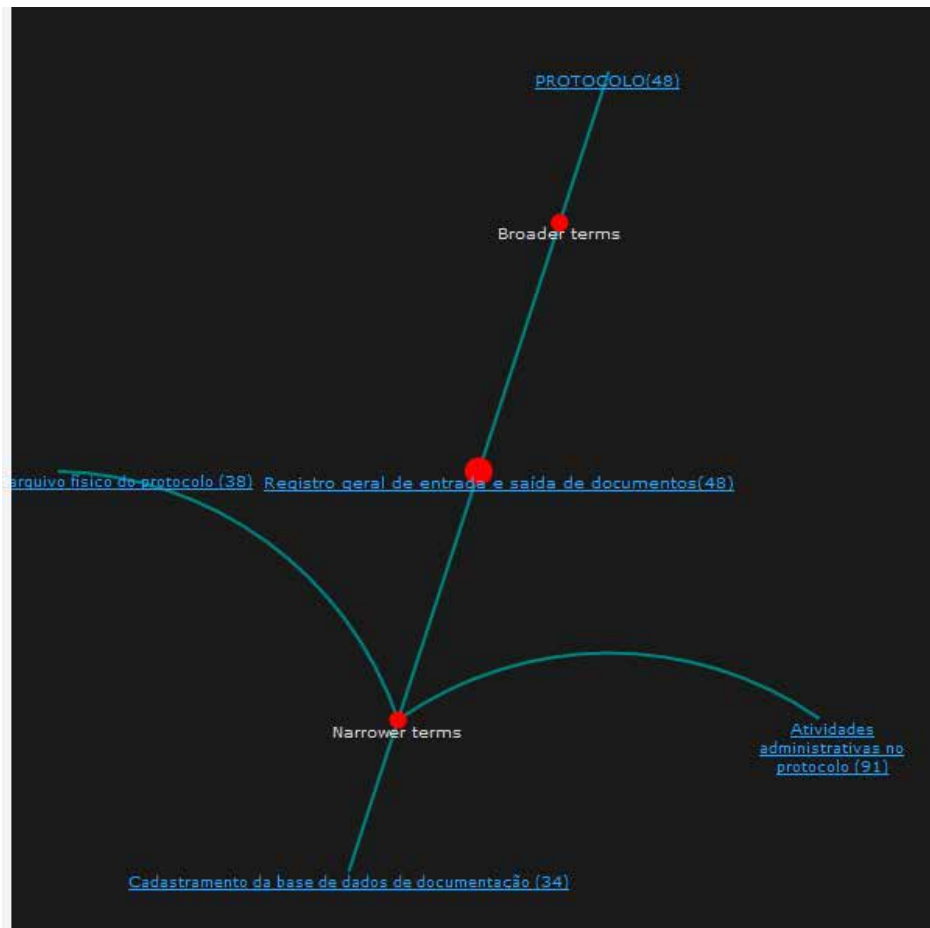 PROTOCOLO(48)
Broader terms
arquivo físico do protocolo (38)
Registro geral de entrada e saída de documentos(48)
Narrower terms
Atividades
administrativas no
protocolo (91)
Cadastramento da base de dados de documentação (34)